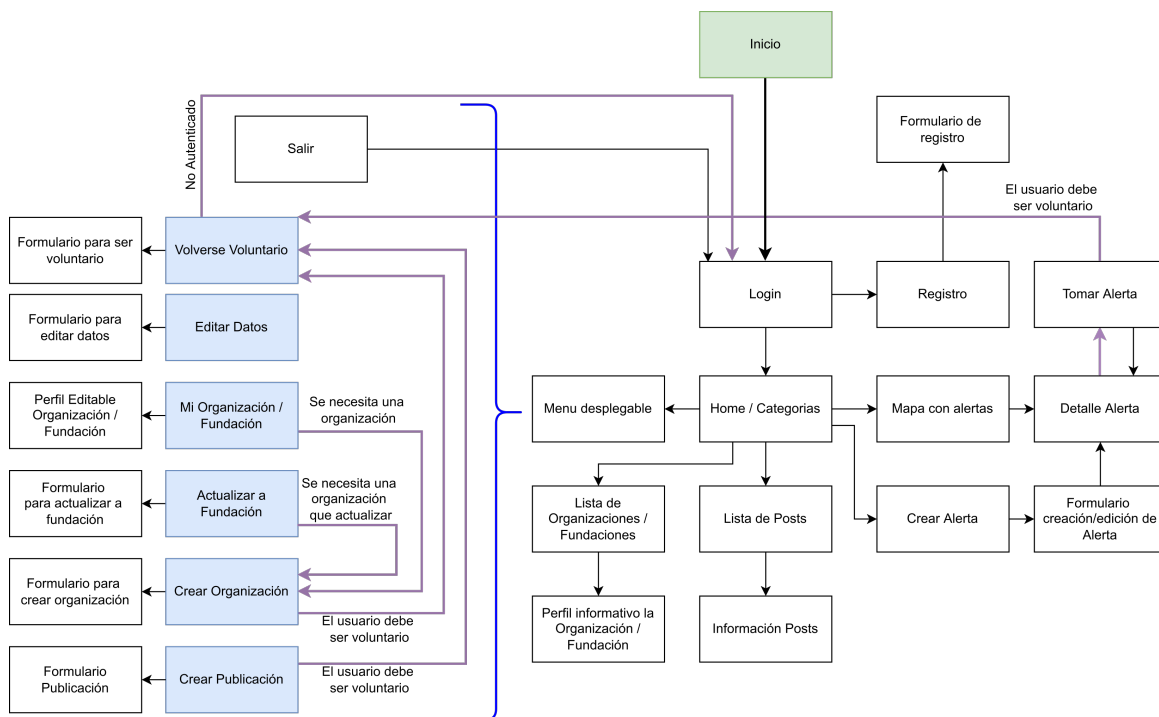 Inicio
No Autenticado
Salir
Formulario de
registro
El usuario debe
ser voluntario
Formulario para ser
voluntario
Volverse Voluntario
Login
Registro
Tomar Alerta
Formulario para
editar datos
Editar Datos
Perfil Editable
Organización /
Fundación
Mi Organización /
Fundación
Se necesita una
organización
Menu desplegable
Home / Categorias
Mapa con alertas
Detalle Alerta
Formulario
para actualizar a
fundación
Actualizar a
Fundación
Se necesita una
organización
que actualizar
Lista de
Organizaciones /
Fundaciones
Lista de Posts
Crear Alerta
Formulario
creación/edición de
Alerta
Formulario para
crear organización
Crear Organización
El usuario debe
ser voluntario
Perfil informativo la
Organización /
Fundación
Información Posts
Formulario
Publicación
Crear Publicación
El usuario debe
ser voluntario